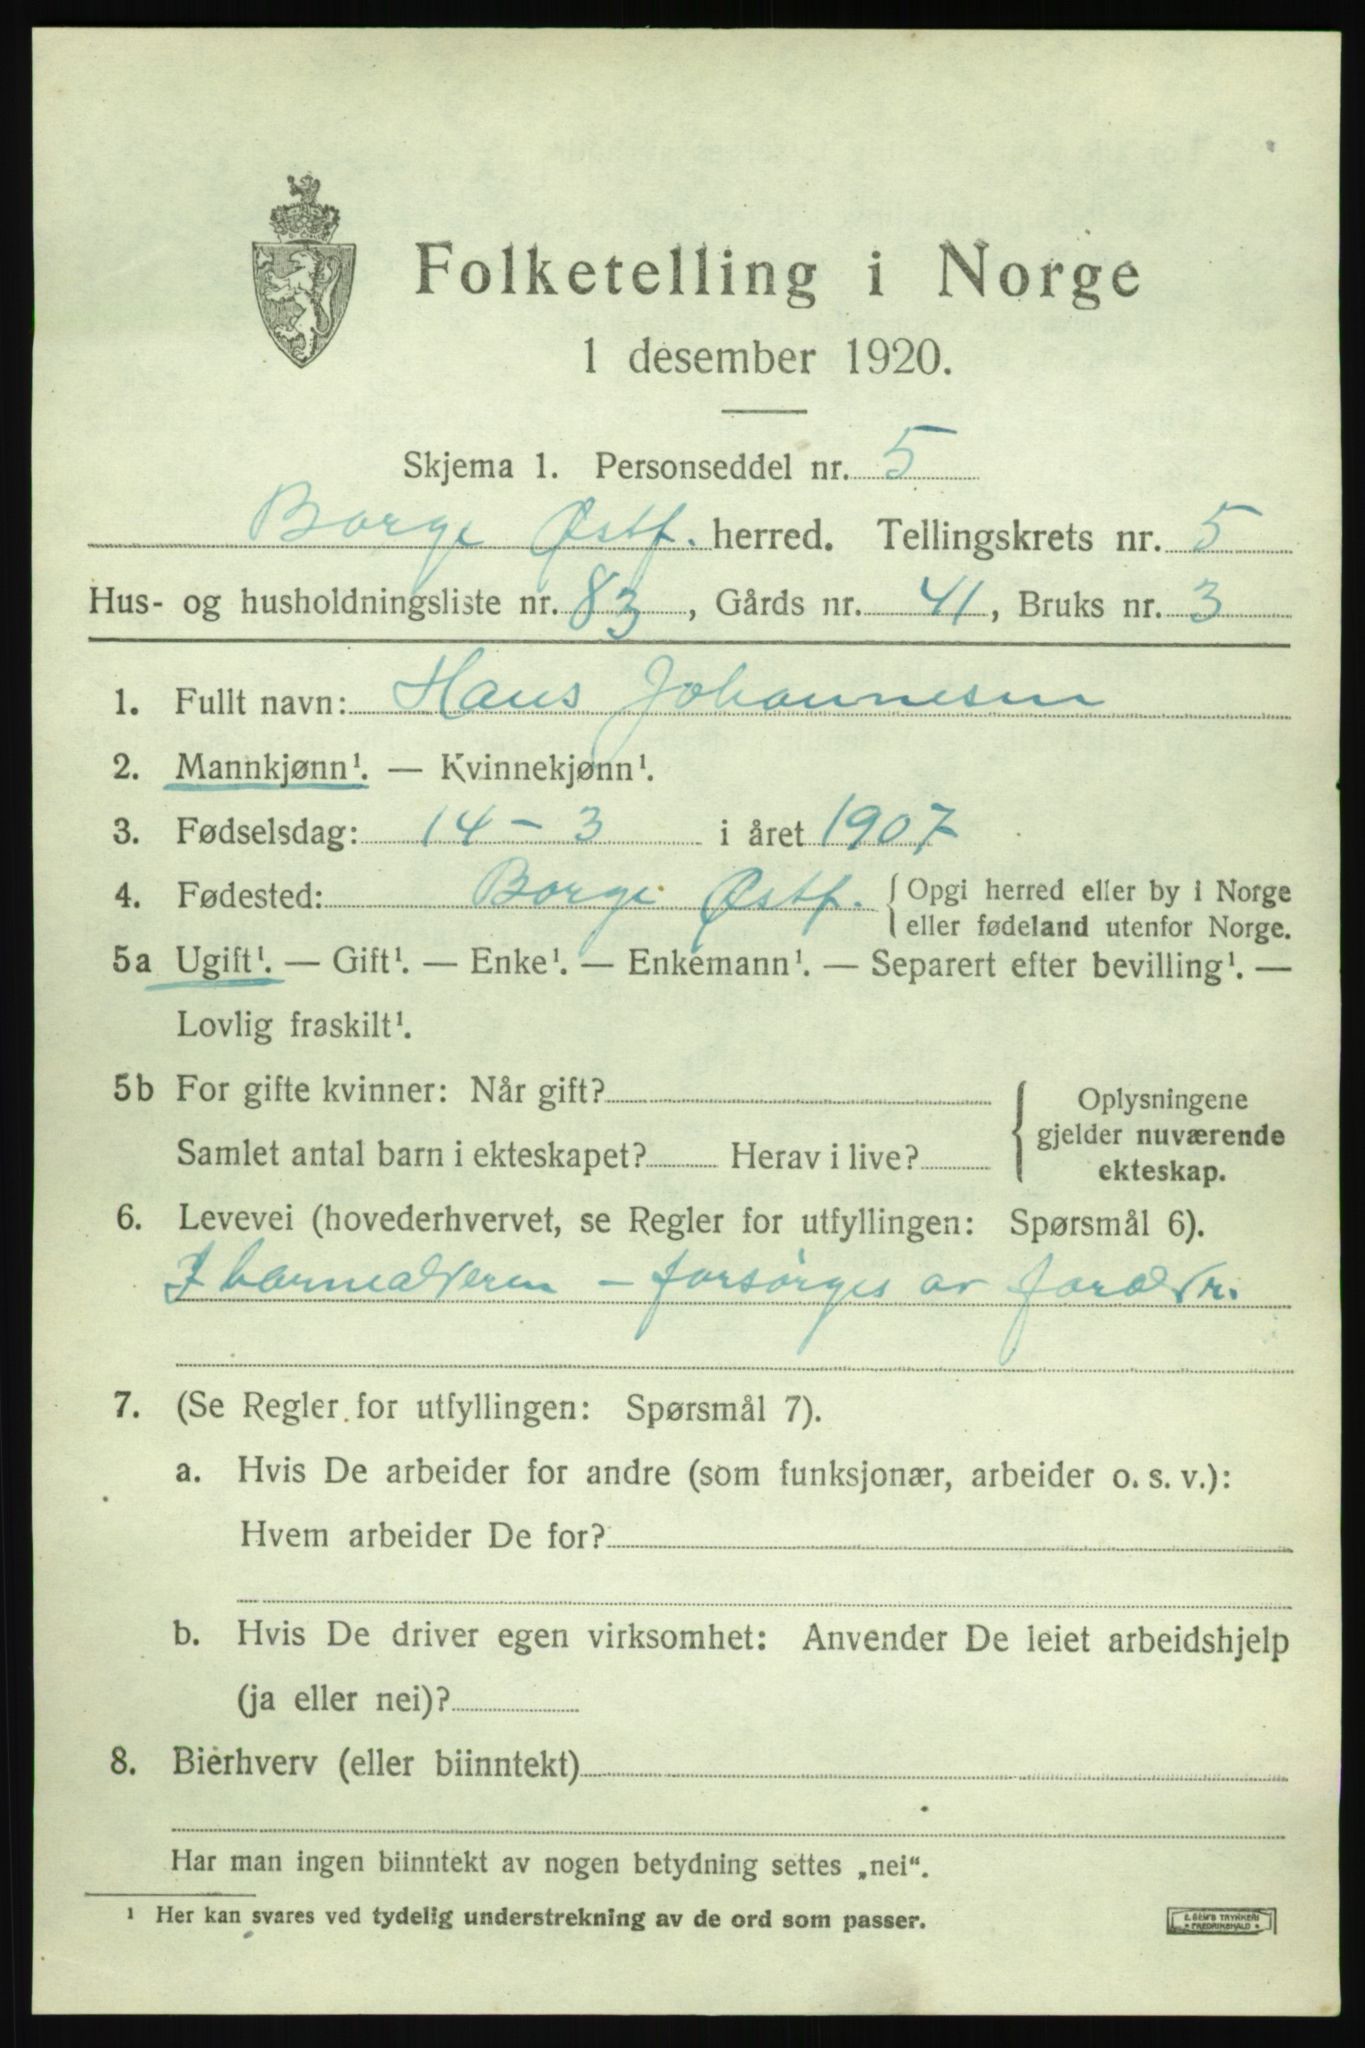 Folketelling i Norge
1 desember 1920.
Skjema 1. Personseddel nr. 5
Borge Østf. herred. Tellingskrets nr. 5
Hus- og husholdningsliste nr. 83, Gårds nr. 41, Bruks nr. 3
1. Fullt navn: Hans Johannesen
2. Mannkjønn¹. — Kvinnekjønn¹.
3. Fødselsdag: 14 - 3 i året 1907
4. Fødested: Borge Østf. { Opgi herred eller by i Norge
eller fødeland utenfor Norge.
5a Ugift¹. — Gift¹. — Enke¹. — Enkemann¹. — Separert efter bevilling¹. —
Lovlig fraskilt¹.
5b For gifte kvinner: Når gift?
Samlet antal barn i ekteskapet? Herav i live?
{ Oplysningene
gjelder nuværende
ekteskap.
6. Levevei (hovederhvervet, se Regler for utfyllingen: Spørsmål 6).
I barnealderen - forsørges av foreldr.
7. (Se Regler for utfyllingen: Spørsmål 7).
a. Hvis De arbeider for andre (som funksjonær, arbeider o. s. v.):
Hvem arbeider De for?
b. Hvis De driver egen virksomhet: Anvender De leiet arbeidshjelp
(ja eller nei)?
8. Bierhverv (eller biinntekt)
Har man ingen biinntekt av nogen betydning settes „nei“.
¹ Her kan svares ved tydelig understrekning av de ord som passer.
E. SEM'S TRYKKERI
FREDRIKSHALD